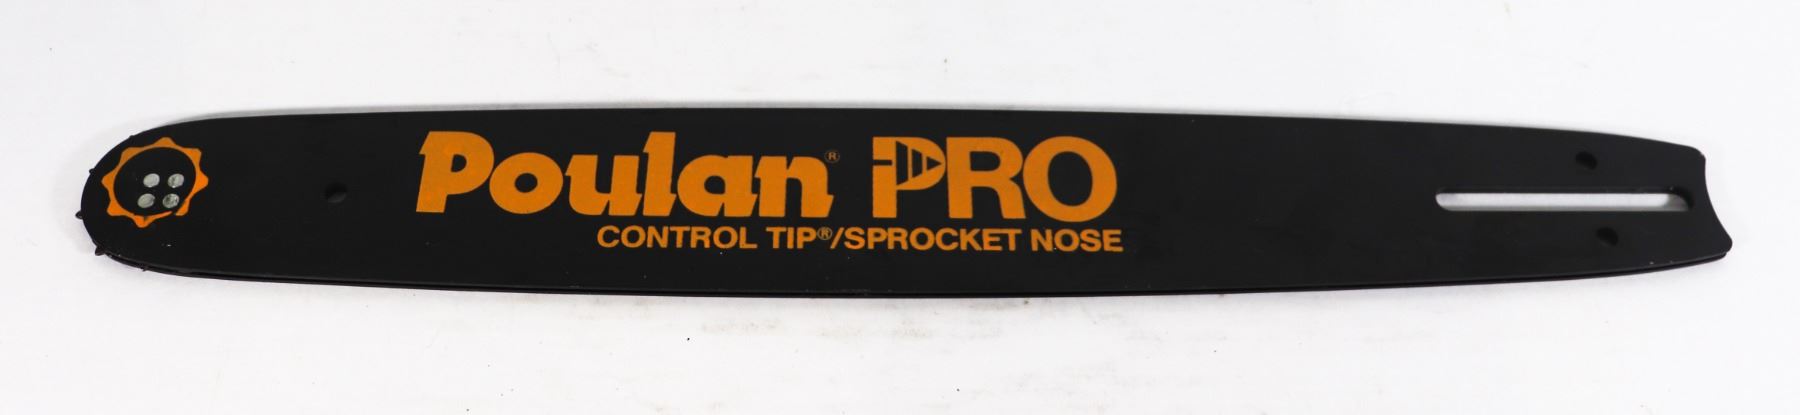 Poulan® PRO
CONTROL TIP®/SPROCKET NOSE